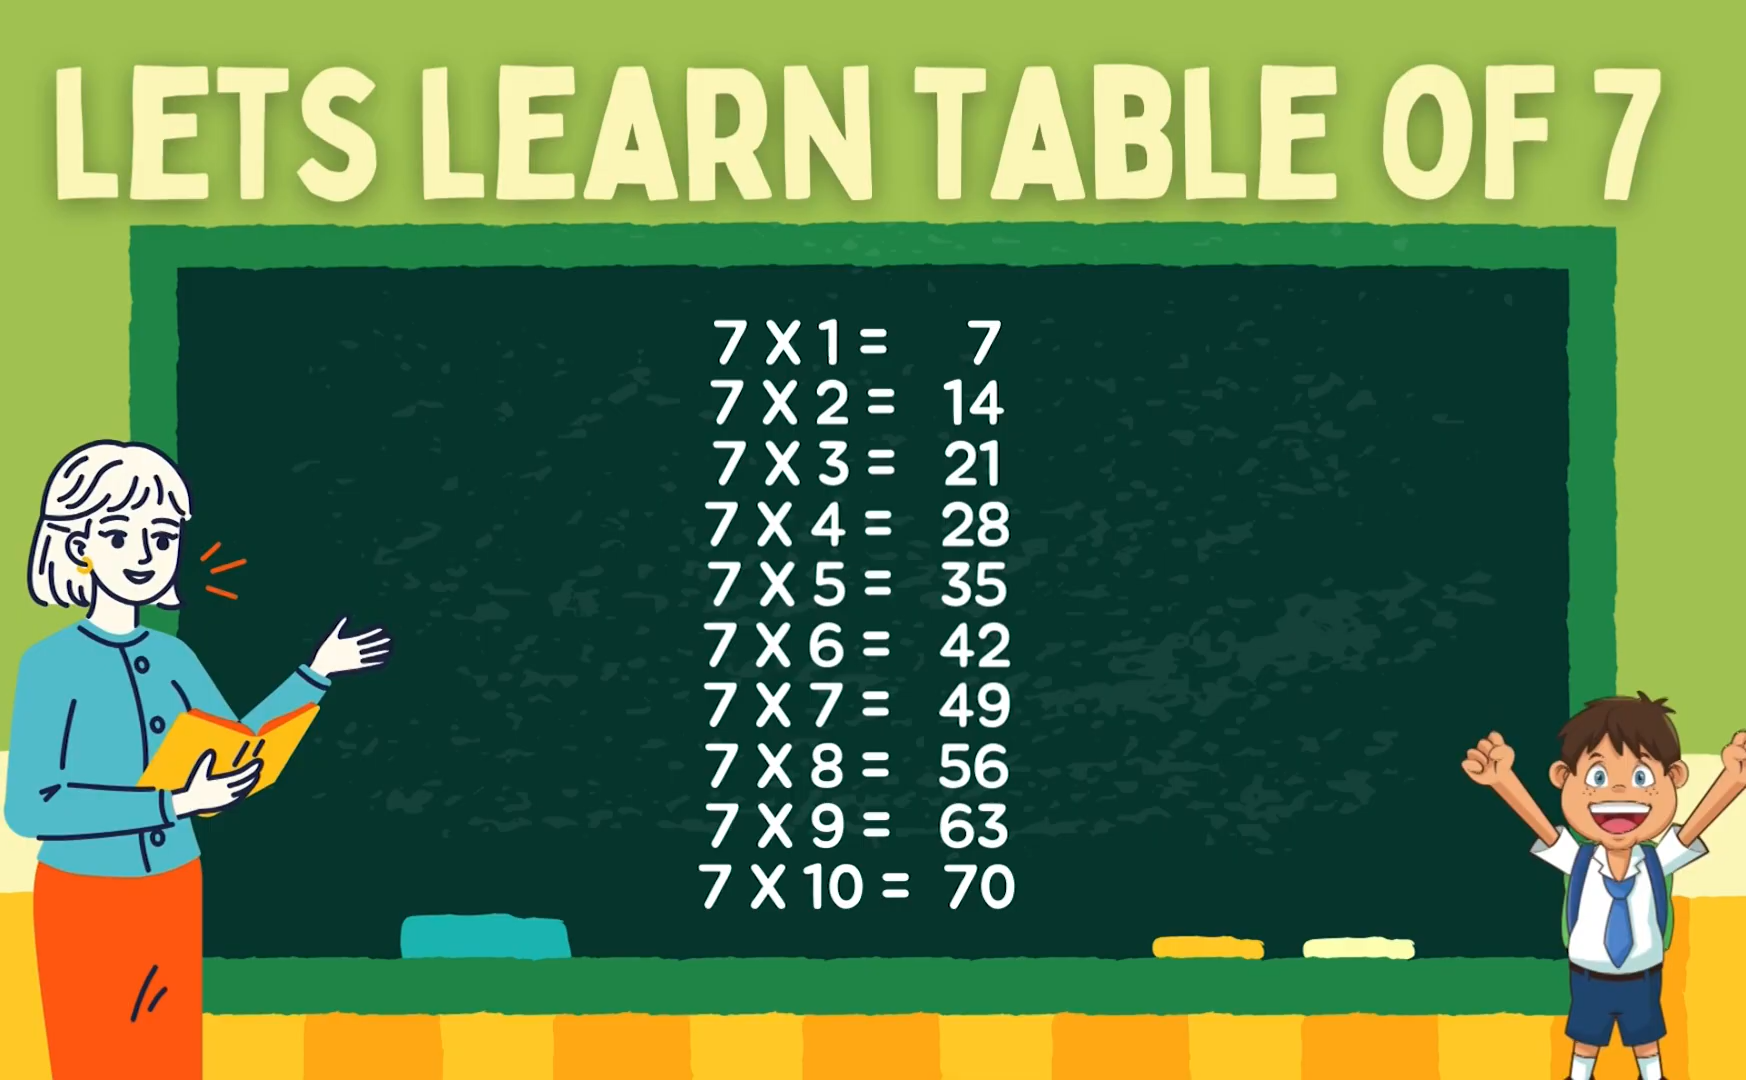 LETS LEARN TABLE OF 7
7 X 1 = 7
7 X 2 = 14
7 X 3 = 21
7 X 4 = 28
7 X 5 = 35
7 X 6 = 42
7 X 7 = 49
7 X 8 = 56
7 X 9 = 63
7 X 10 = 70